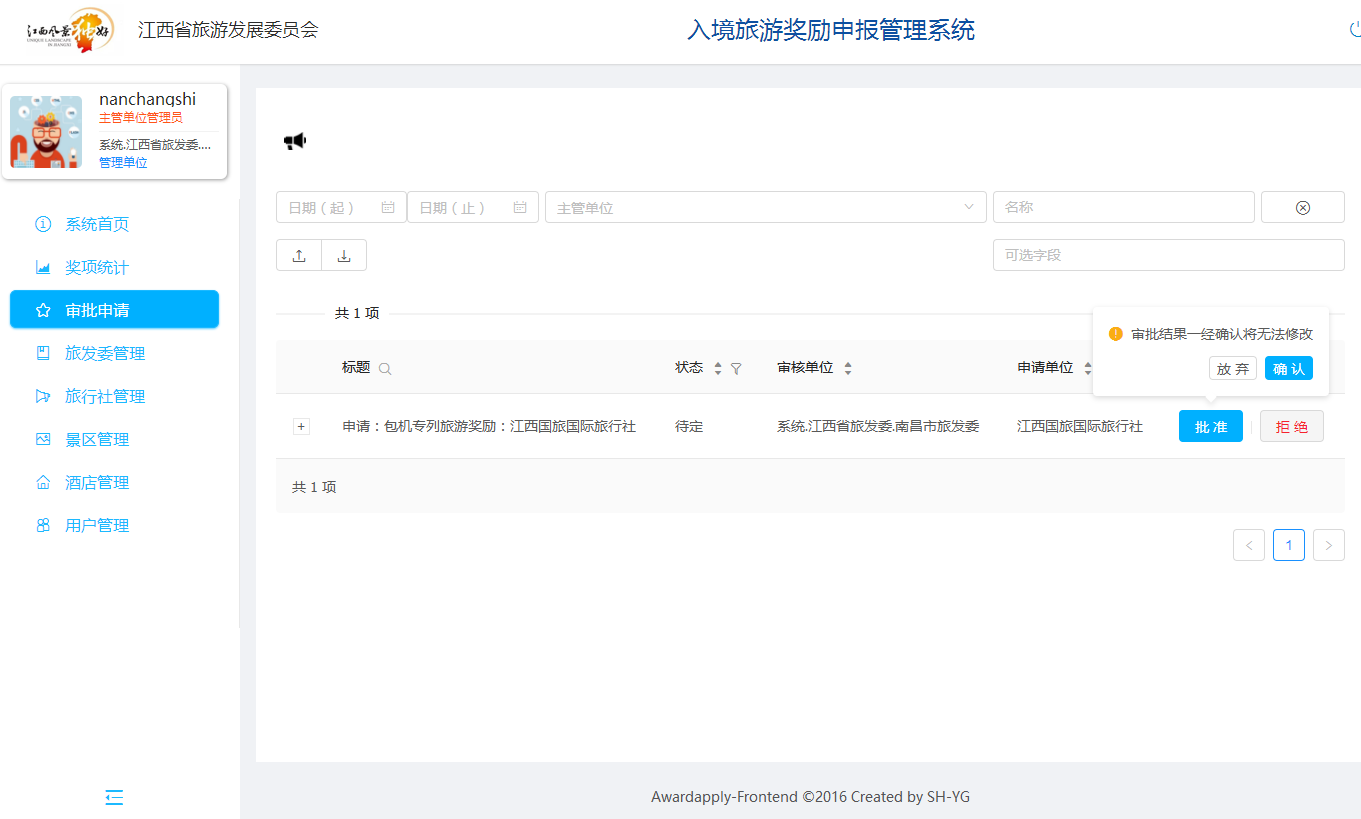 江西风景独好
UNIQUE LANDSCAPE
IN JIANGXI
江西省旅游发展委员会
入境旅游奖励申报管理系统
nanchangshi
主管单位管理员
系统.江西省旅发委....
管理单位
系统首页
奖项统计
审批申请
旅发委管理
旅行社管理
景区管理
酒店管理
用户管理
日期（起）
日期（止）
主管单位
名称
可选字段
共 1 项
审批结果一经确认将无法修改
放 弃
确 认
标题
状态
审核单位
申请单位
申请：包机专列旅游奖励：江西国旅国际旅行社
待定
系统.江西省旅发委.南昌市旅发委
江西国旅国际旅行社
批 准
拒 绝
共 1 项
1
Awardapply-Frontend ©2016 Created by SH-YG